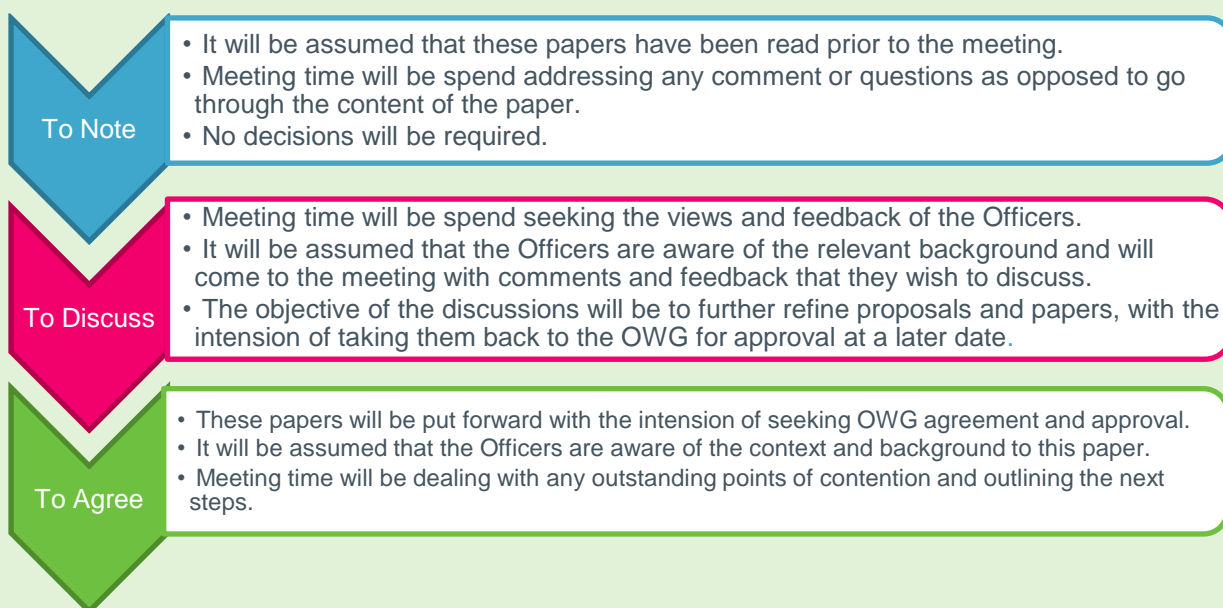 To Note
• It will be assumed that these papers have been read prior to the meeting.
• Meeting time will be spend addressing any comment or questions as opposed to go
through the content of the paper.
• No decisions will be required.
To Discuss
• Meeting time will be spend seeking the views and feedback of the Officers.
• It will be assumed that the Officers are aware of the relevant background and will
come to the meeting with comments and feedback that they wish to discuss.
• The objective of the discussions will be to further refine proposals and papers, with the
intension of taking them back to the OWG for approval at a later date.
To Agree
• These papers will be put forward with the intension of seeking OWG agreement and approval.
• It will be assumed that the Officers are aware of the context and background to this paper.
• Meeting time will be dealing with any outstanding points of contention and outlining the next
steps.